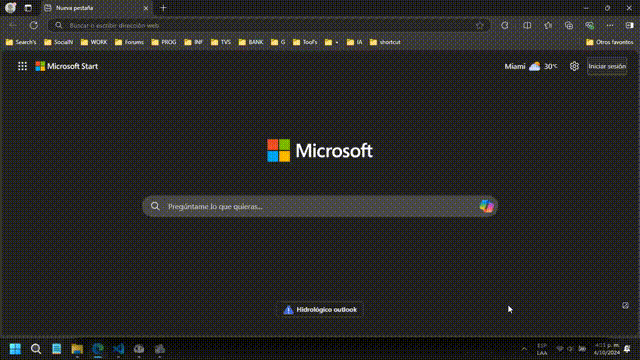 Nueva pestaña
Buscar o escribir dirección web
Search's
SocialN
WORK
Forums
PROG
INF
TVS
BANK
G
Tool's
IA
shortcut
Otros favoritos
Microsoft Start
Miami 30°C
Iniciar sesión
Microsoft
Pregúntame lo que quieras...
Hidrológico outlook
ESP
LAA
4:13 p. m.
4/10/2024